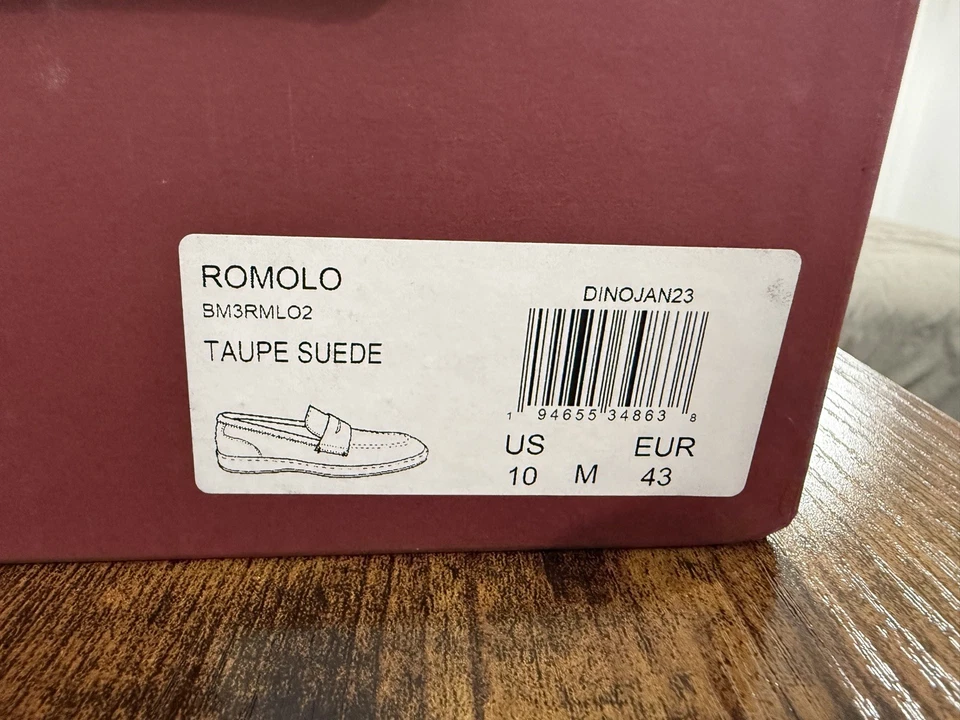 ROMOLO
BM3RMLO2
TAUPE SUEDE
DINOJAN23
1 94655 34863 8
US EUR
10 M 43